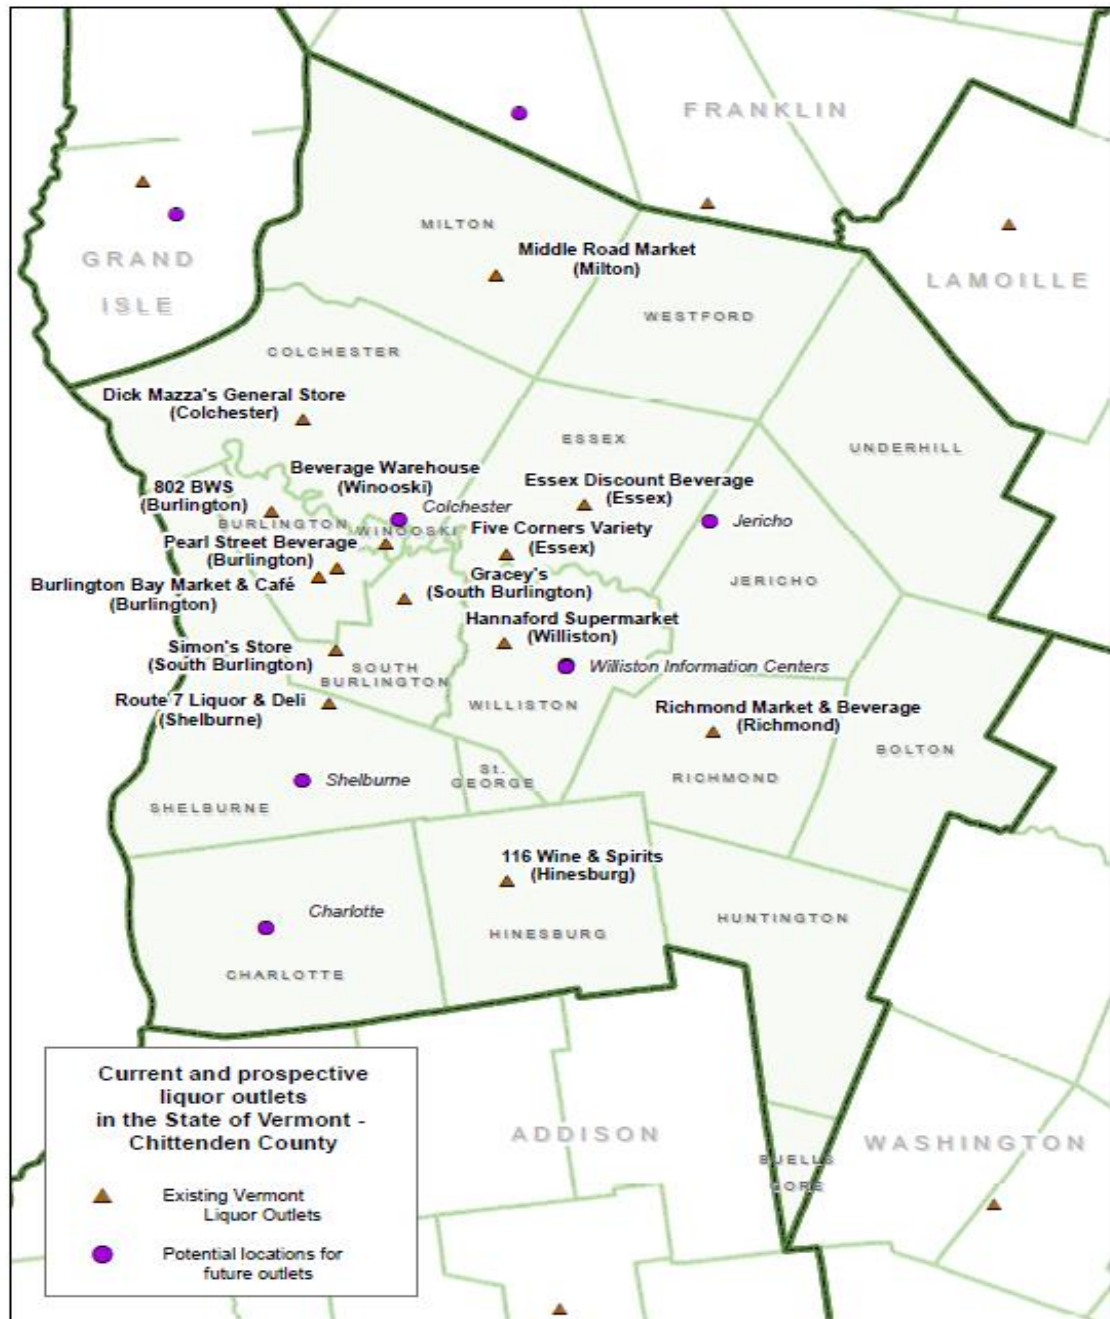 FRANKLIN
MILTON
GRAND
ISLE
Middle Road Market
(Milton)
LAMOILLE
WESTFORD
COLCHESTER
Dick Mazza's General Store
(Colchester)
ESSEX
UNDERHILL
Beverage Warehouse
(Winooski)
Essex Discount Beverage
(Essex)
802 BWS
(Burlington)
Colchester
Jericho
BURLINGTON
WINOOSKI
Five Corners Variety
(Essex)
Pearl Street Beverage
(Burlington)
Gracey's
(South Burlington)
JERICHO
Burlington Bay Market & Café
(Burlington)
Hannaford Supermarket
(Williston)
Simon's Store
(South Burlington)
SOUTH
BURLINGTON
Williston Information Centers
Route 7 Liquor & Deli
(Shelburne)
WILLISTON
Richmond Market & Beverage
(Richmond)
BOLTON
Shelburne
St.
GEORGE
RICHMOND
SHELBURNE
116 Wine & Spirits
(Hinesburg)
Charlotte
HUNTINGTON
HINESBURG
CHARLOTTE
Current and prospective
liquor outlets
in the State of Vermont -
Chittenden County
Existing Vermont
Liquor Outlets
Potential locations for
future outlets
ADDISON
WASHINGTON
BUELLS
GORE